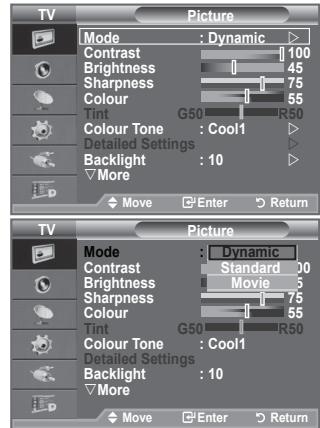 TV Picture
Mode : Dynamic
Contrast 100
Brightness 45
Sharpness 75
Colour 55
Tint G50 R50
Colour Tone : Cool1
Detailed Settings
Backlight : 10
▽More
Move Enter Return
TV Picture
Mode : Dynamic
Contrast Standard 00
Brightness Movie 5
Sharpness 75
Colour 55
Tint G50 R50
Colour Tone : Cool1
Detailed Settings
Backlight : 10
▽More
Move Enter Return